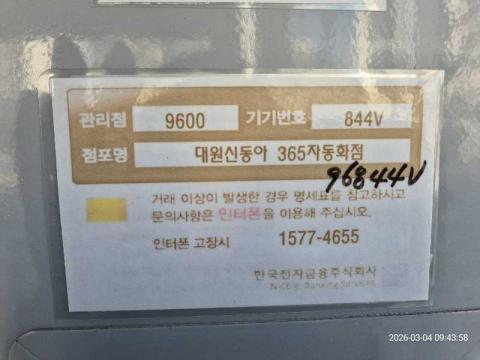 관리점 9600 기기번호 844V
점포명 대원신동아 365자동화점
96844V
거래 이상이 발생한 경우 명세표를 참고하시고
문의사항은 인터폰을 이용해 주십시오.
인터폰 고장시 1577-4655
한국전자금융주식회사
NICE Banking Services
2026-03-04 09:43:58